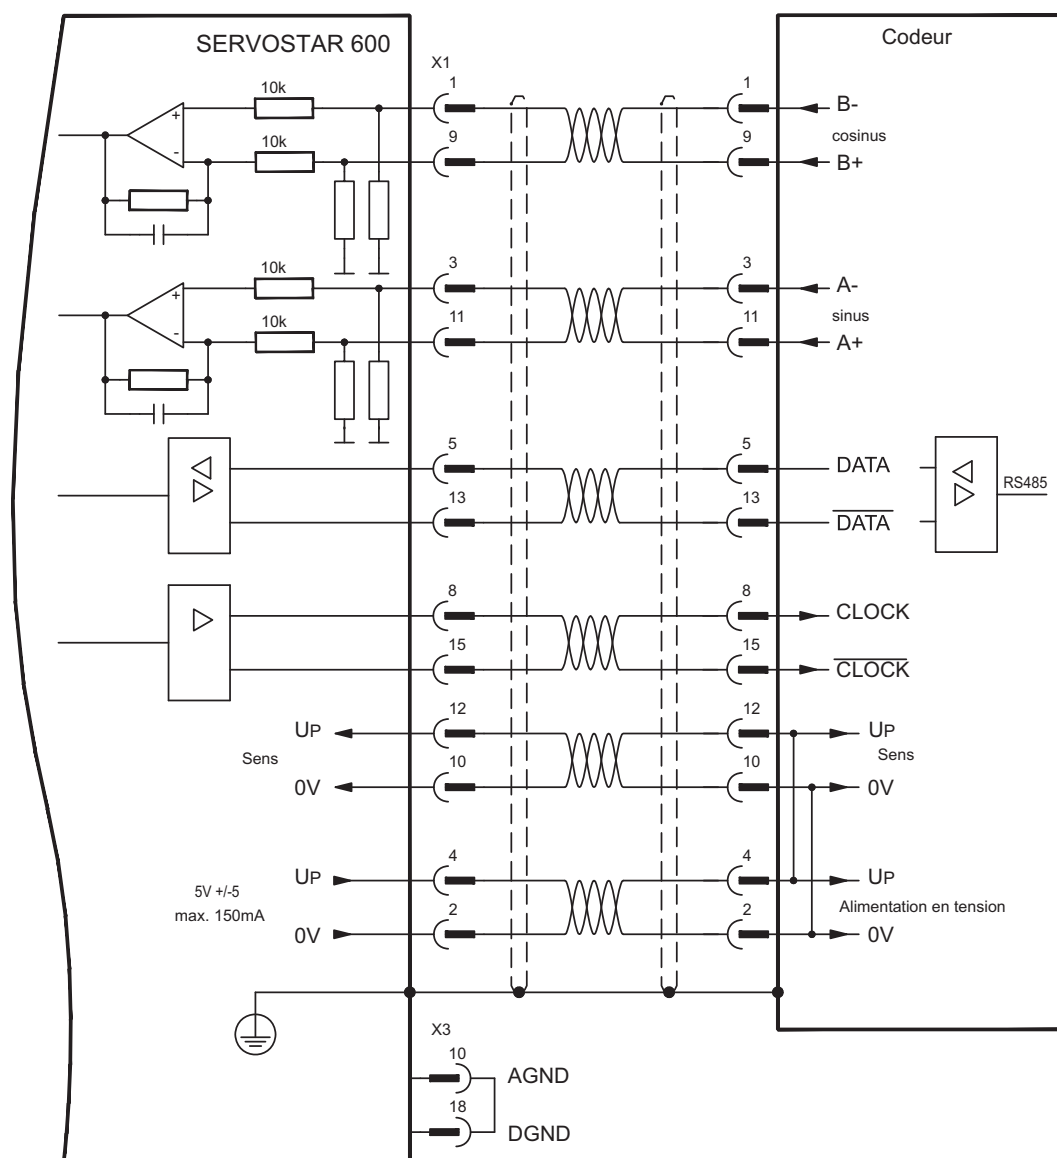 SERVOSTAR 600
Codeur
X1
10k
1
1
B-
cosinus
10k
9
9
B+
10k
3
3
A-
sinus
10k
11
11
A+
5
5
DATA
RS485
13
13
DATA
8
8
CLOCK
15
15
CLOCK
UP
12
12
UP
Sens
Sens
0V
10
10
0V
UP
4
4
UP
5V +/-5
max. 150mA
Alimentation en tension
0V
2
2
0V
X3
10
AGND
18
DGND